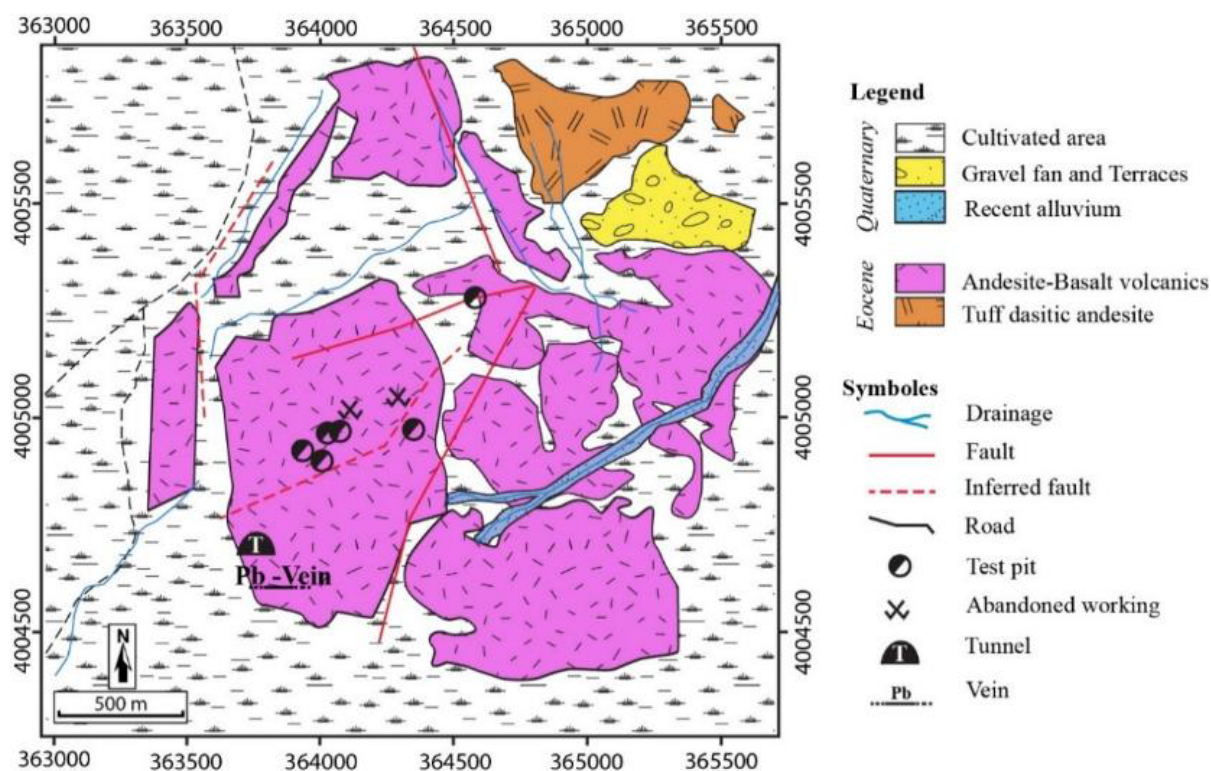 363000 363500 364000 364500 365000 365500
4005500
4005000
4004500
4005500
4005000
4004500
T
Pb -Vein
N
500 m
363000 363500 364000 364500 365000 365500
Legend
Quaternary
Cultivated area
Gravel fan and Terraces
Recent alluvium
Eocene
Andesite-Basalt volcanics
Tuff dasitic andesite
Symboles
Drainage
Fault
Inferred fault
Road
Test pit
Abandoned working
T Tunnel
Pb Vein